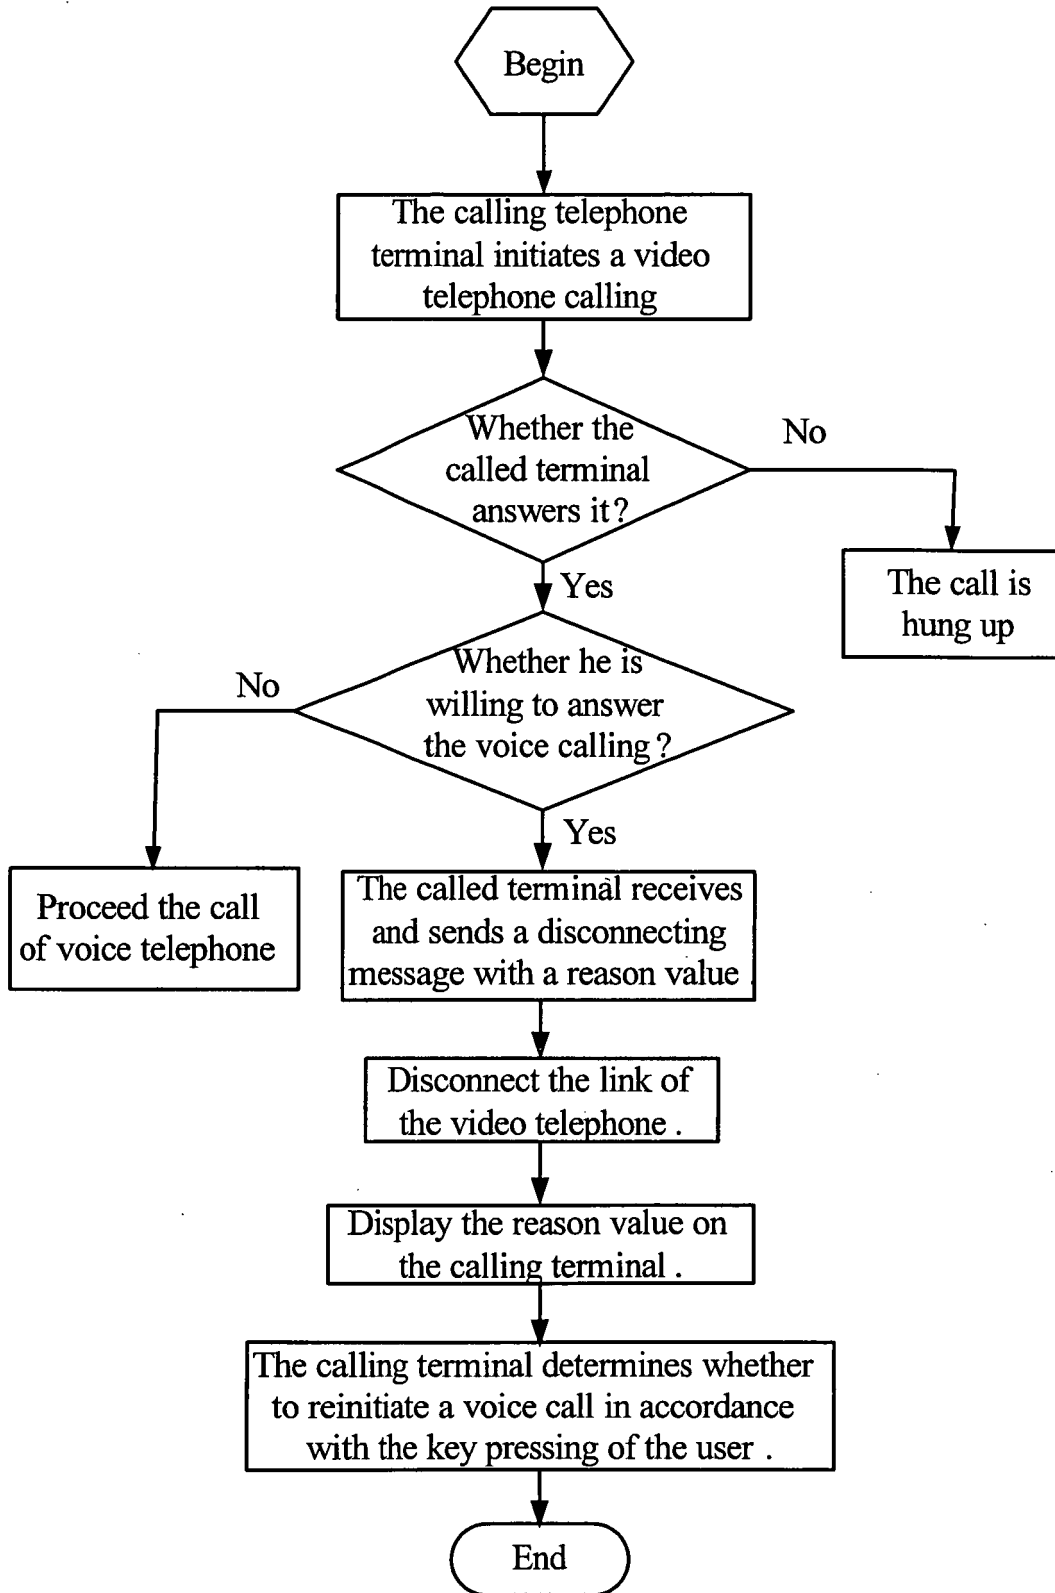 Begin
The calling telephone
terminal initiates a video
telephone calling
Whether the
called terminal
answers it?
No
Yes
The call is
hung up
Whether he is
willing to answer
the voice calling?
No
Yes
Proceed the call
of voice telephone
The called terminal receives
and sends a disconnecting
message with a reason value .
Disconnect the link of
the video telephone .
Display the reason value on
the calling terminal .
The calling terminal determines whether
to reinitiate a voice call in accordance
with the key pressing of the user .
End